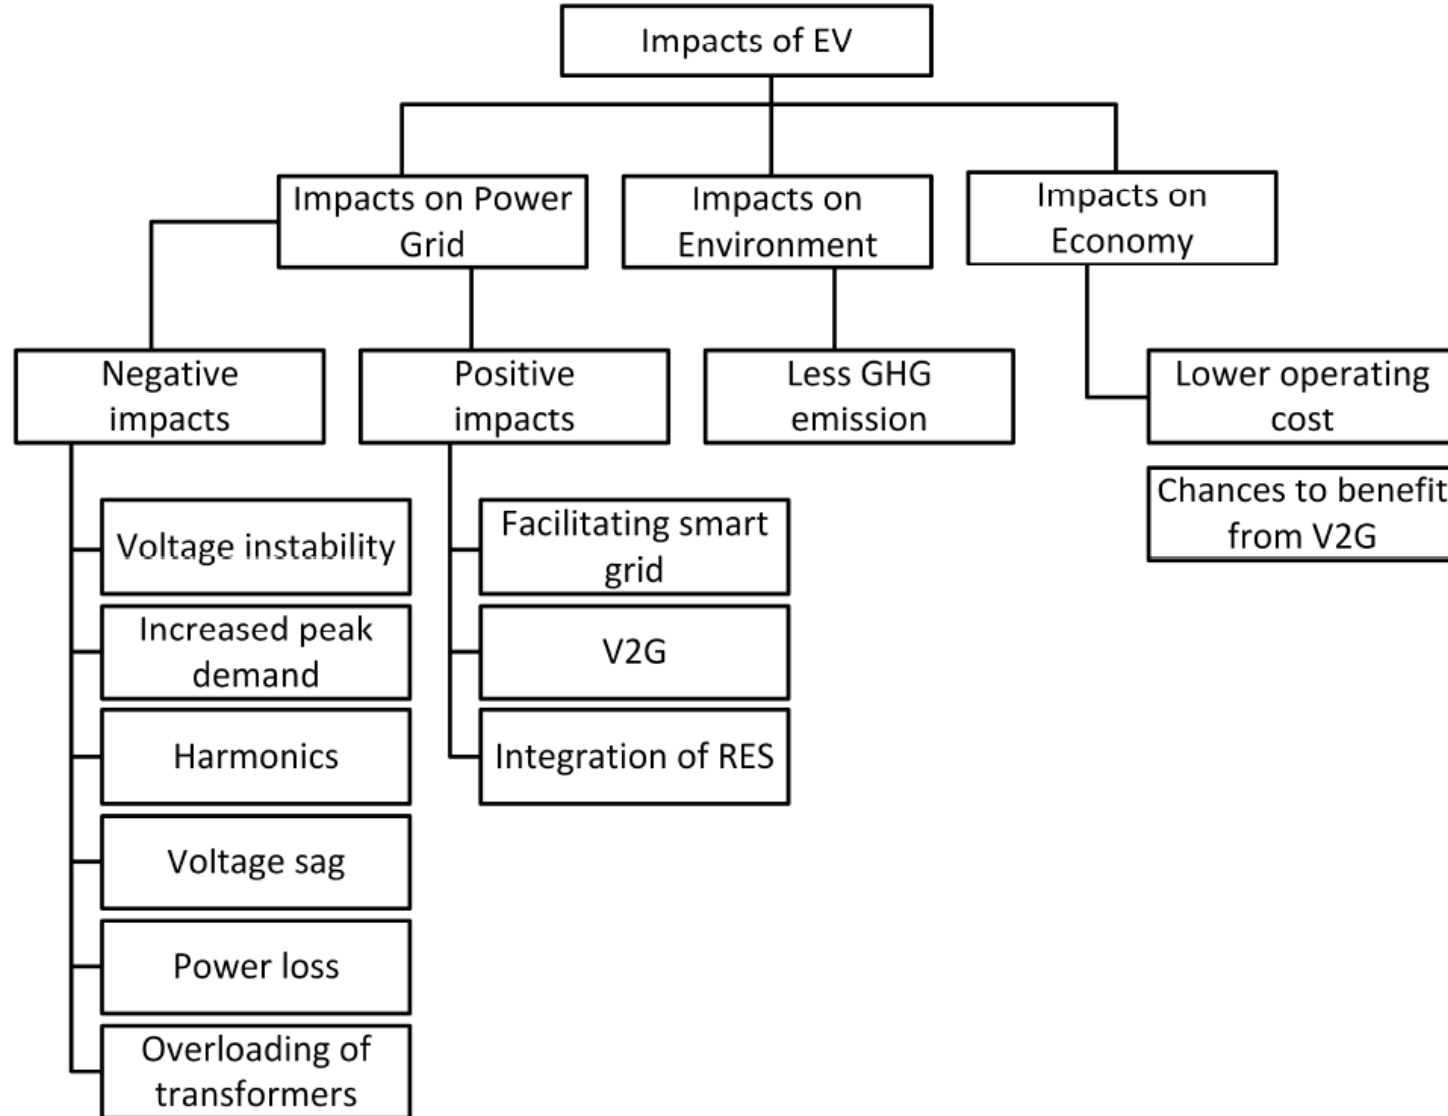 Impacts of EV
Impacts on Power
Grid
Impacts on
Environment
Impacts on
Economy
Negative
impacts
Positive
impacts
Less GHG
emission
Lower operating
cost
Chances to benefit
from V2G
Voltage instability
Increased peak
demand
Harmonics
Voltage sag
Power loss
Overloading of
transformers
Facilitating smart
grid
V2G
Integration of RES